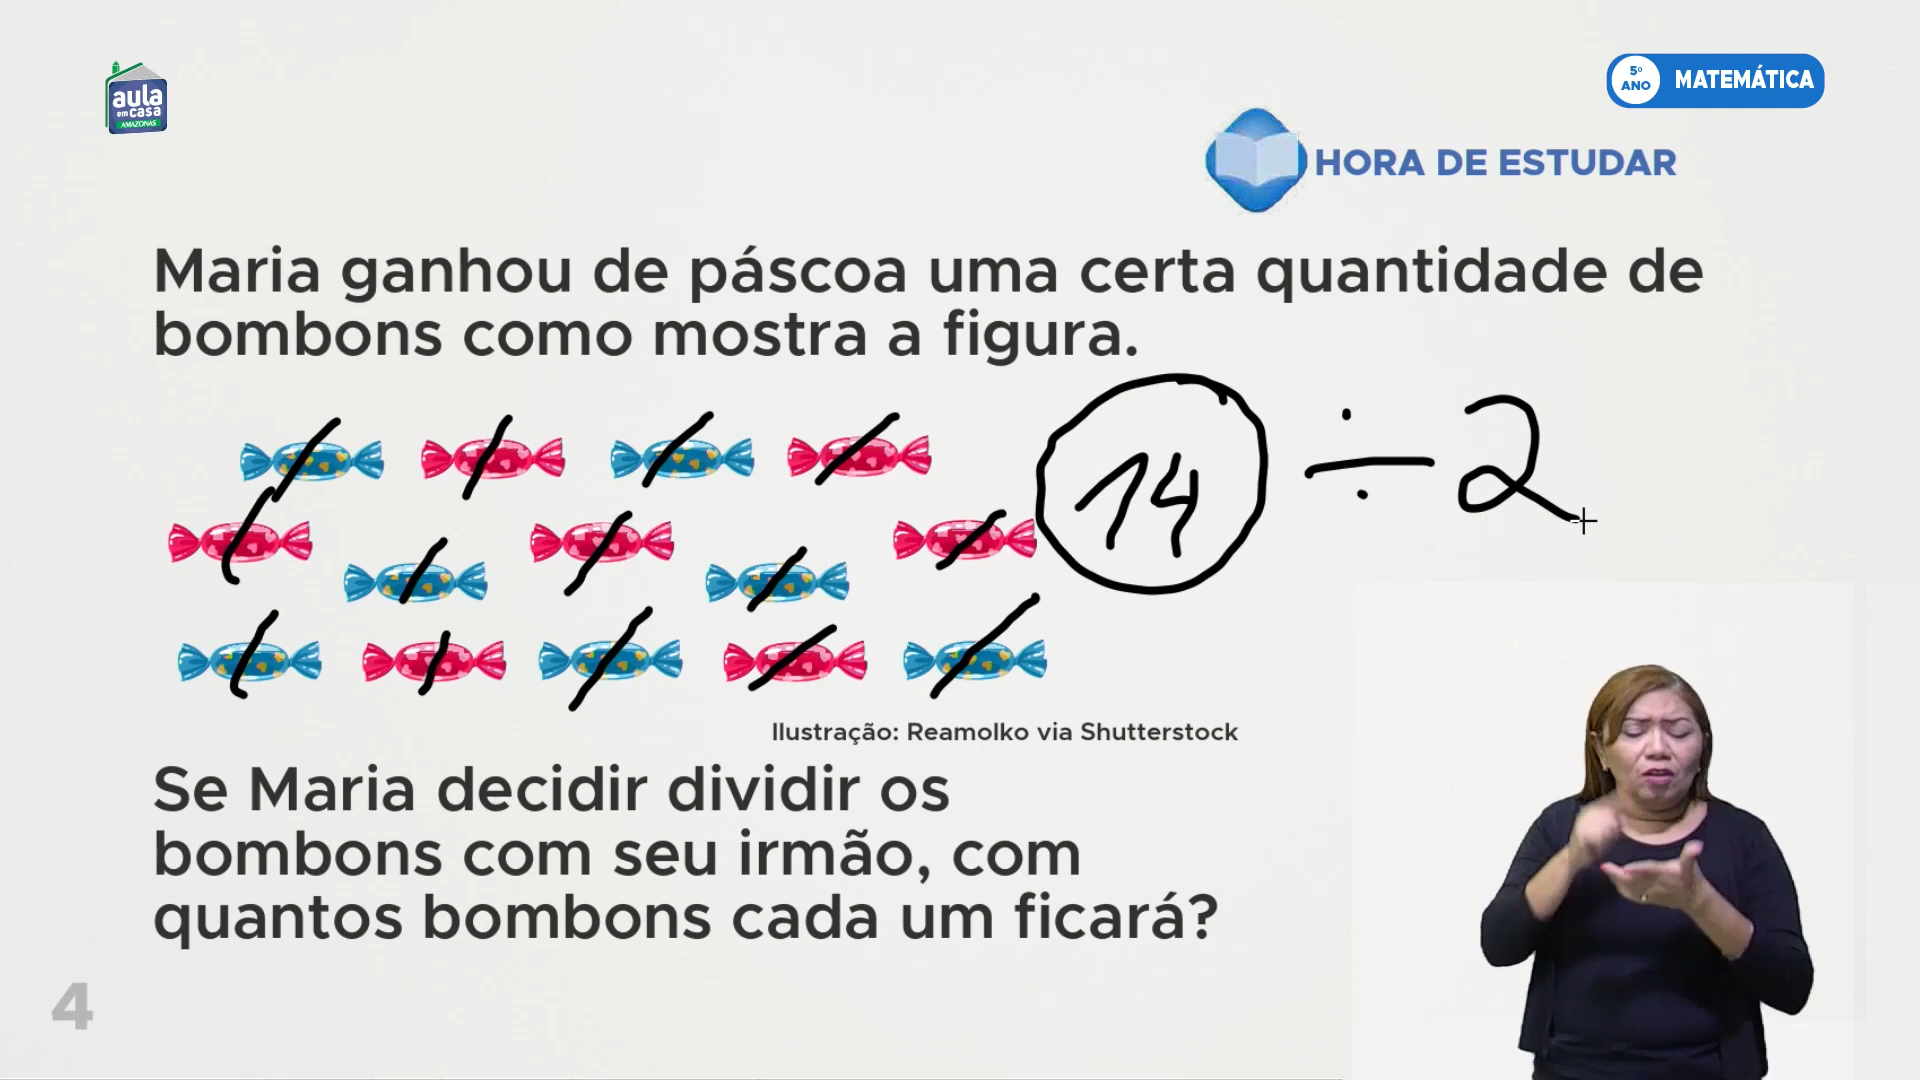 aula
em casa
AMAZONAS
5º
ANO
MATEMÁTICA
HORA DE ESTUDAR
Maria ganhou de páscoa uma certa quantidade de
bombons como mostra a figura.
14 ÷ 2
Ilustração: Reamolko via Shutterstock
Se Maria decidir dividir os
bombons com seu irmão, com
quantos bombons cada um ficará?
4